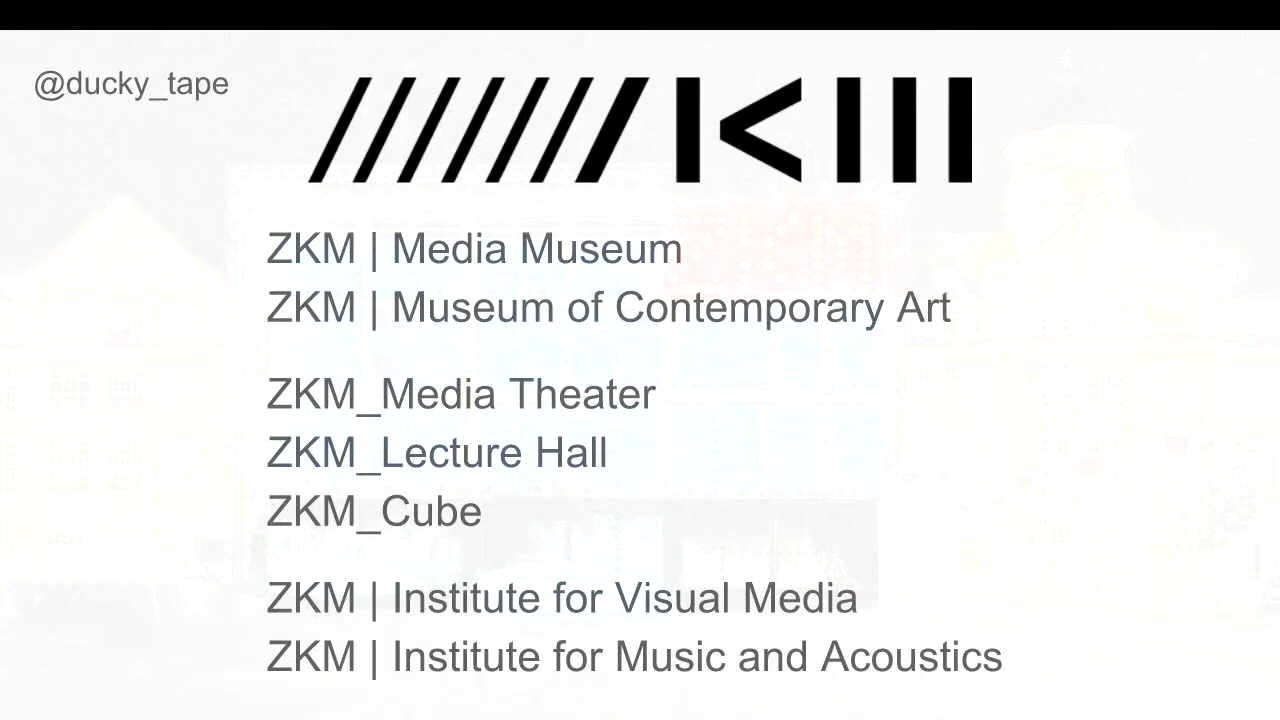 @ducky_tape
ZKM | Media Museum
ZKM | Museum of Contemporary Art
ZKM_Media Theater
ZKM_Lecture Hall
ZKM_Cube
ZKM | Institute for Visual Media
ZKM | Institute for Music and Acoustics